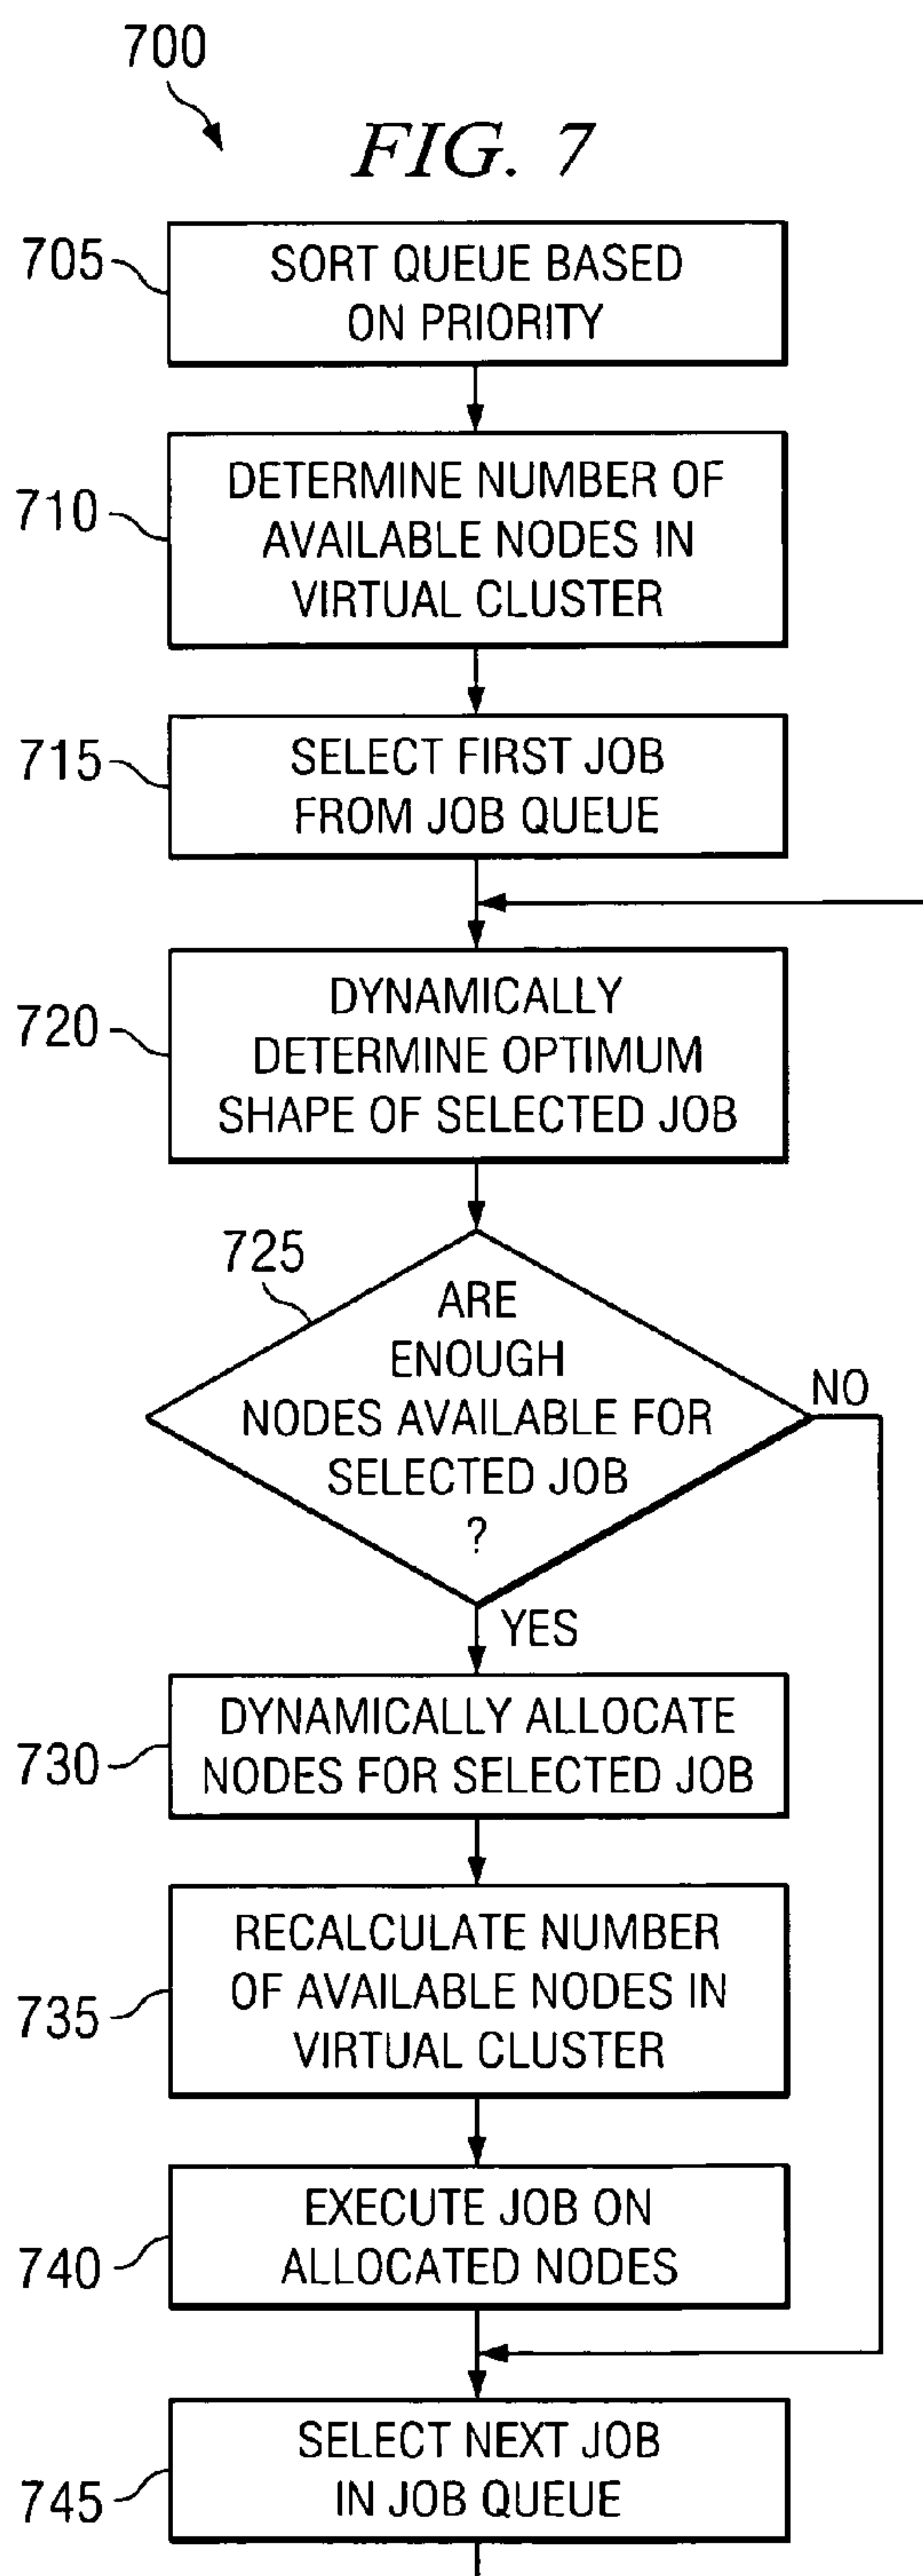 700
FIG. 7
705
SORT QUEUE BASED
ON PRIORITY
710
DETERMINE NUMBER OF
AVAILABLE NODES IN
VIRTUAL CLUSTER
715
SELECT FIRST JOB
FROM JOB QUEUE
720
DYNAMICALLY
DETERMINE OPTIMUM
SHAPE OF SELECTED JOB
725
ARE
ENOUGH
NODES AVAILABLE FOR
SELECTED JOB
?
NO
YES
730
DYNAMICALLY ALLOCATE
NODES FOR SELECTED JOB
735
RECALCULATE NUMBER
OF AVAILABLE NODES IN
VIRTUAL CLUSTER
740
EXECUTE JOB ON
ALLOCATED NODES
745
SELECT NEXT JOB
IN JOB QUEUE